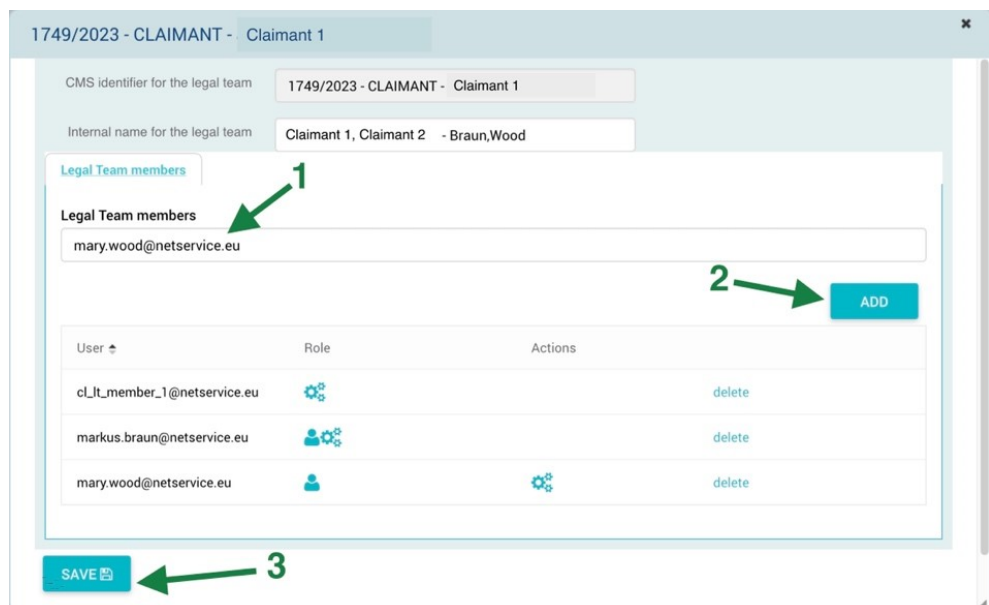 1749/2023 - CLAIMANT - Claimant 1
CMS identifier for the legal team 1749/2023 - CLAIMANT - Claimant 1
Internal name for the legal team Claimant 1, Claimant 2 - Braun,Wood
Legal Team members
1
Legal Team members
mary.wood@netservice.eu
2
ADD
User Role Actions
cl_lt_member_1@netservice.eu delete
markus.braun@netservice.eu delete
mary.wood@netservice.eu delete
SAVE
3